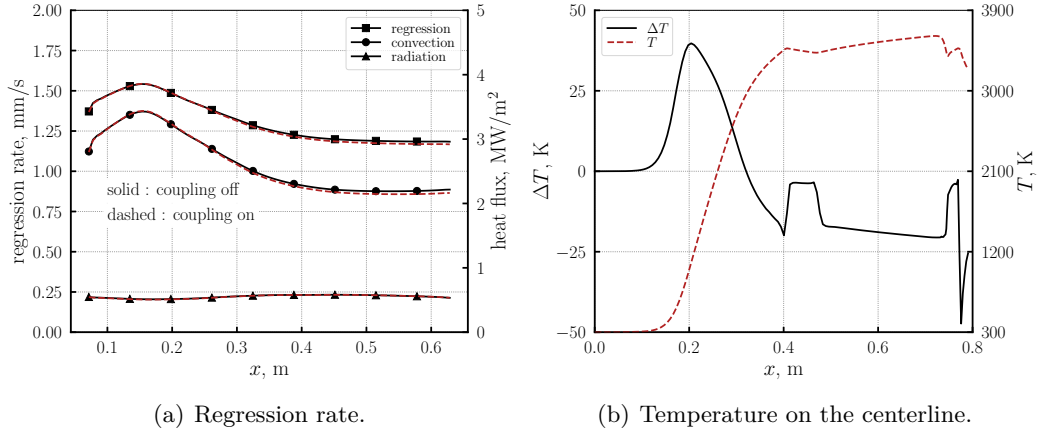 2.00
1.75
1.50
1.25
1.00
0.75
0.50
0.25
0.00
regression rate, mm/s
regression
convection
radiation
solid : coupling off
dashed : coupling on
5
4
3
2
1
0
heat flux, MW/m²
0.1 0.2 0.3 0.4 0.5 0.6
x, m
(a) Regression rate.
50
25
0
−25
−50
ΔT, K
ΔT
T
3900
3000
2100
1200
300
T, K
0.0 0.2 0.4 0.6 0.8
x, m
(b) Temperature on the centerline.